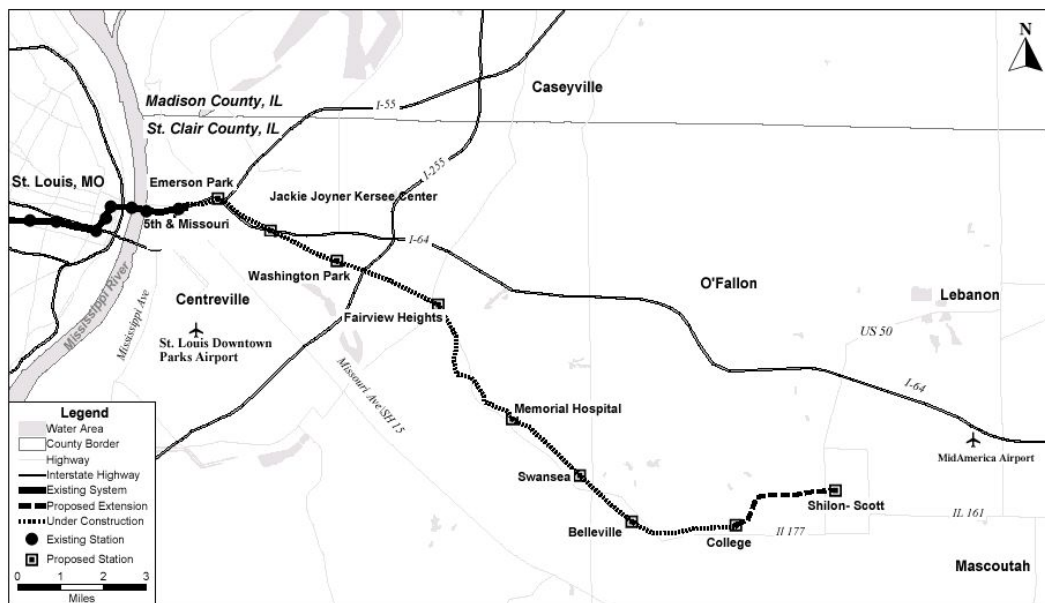 N
Caseyville
Madison County, IL
St. Clair County, IL
I-55
I-255
St. Louis, MO
Emerson Park
Jackie Joyner Kersee Center
5th & Missouri
I-64
Washington Park
O'Fallon
Lebanon
Mississippi River
Mississippi Ave
Centreville
Fairview Heights
St. Louis Downtown
Parks Airport
US 50
Missouri Ave\SH 15
I-64
Memorial Hospital
MidAmerica Airport
Swansea
Shilon- Scott
Belleville
College
Il 177
IL 161
Mascoutah
Legend
Water Area
County Border
Highway
Interstate Highway
Existing System
Proposed Extension
Under Construction
Existing Station
Proposed Station
0 1 2 3
Miles